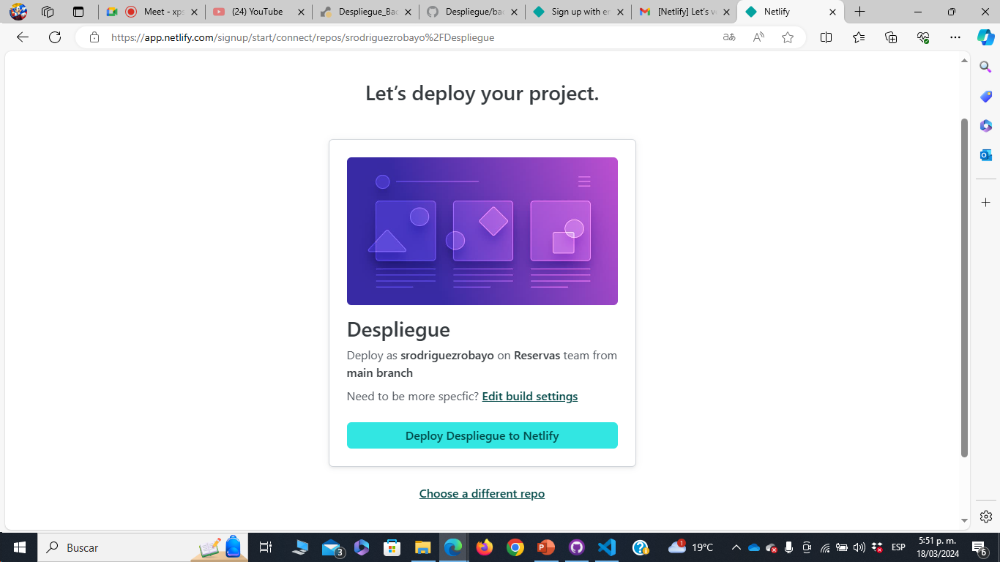 Meet - xps
(24) YouTube
Despliegue_Bac
Despliegue/bac
Sign up with er
[Netlify] Let's v
Netlify
https://app.netlify.com/signup/start/connect/repos/srodriguezrobayo%2FDespliegue
Let's deploy your project.
Despliegue
Deploy as srodriguezrobayo on Reservas team from
main branch
Need to be more specfic? Edit build settings
Deploy Despliegue to Netlify
Choose a different repo
Buscar
3
1
19°C
ESP
5:51 p. m.
18/03/2024
6